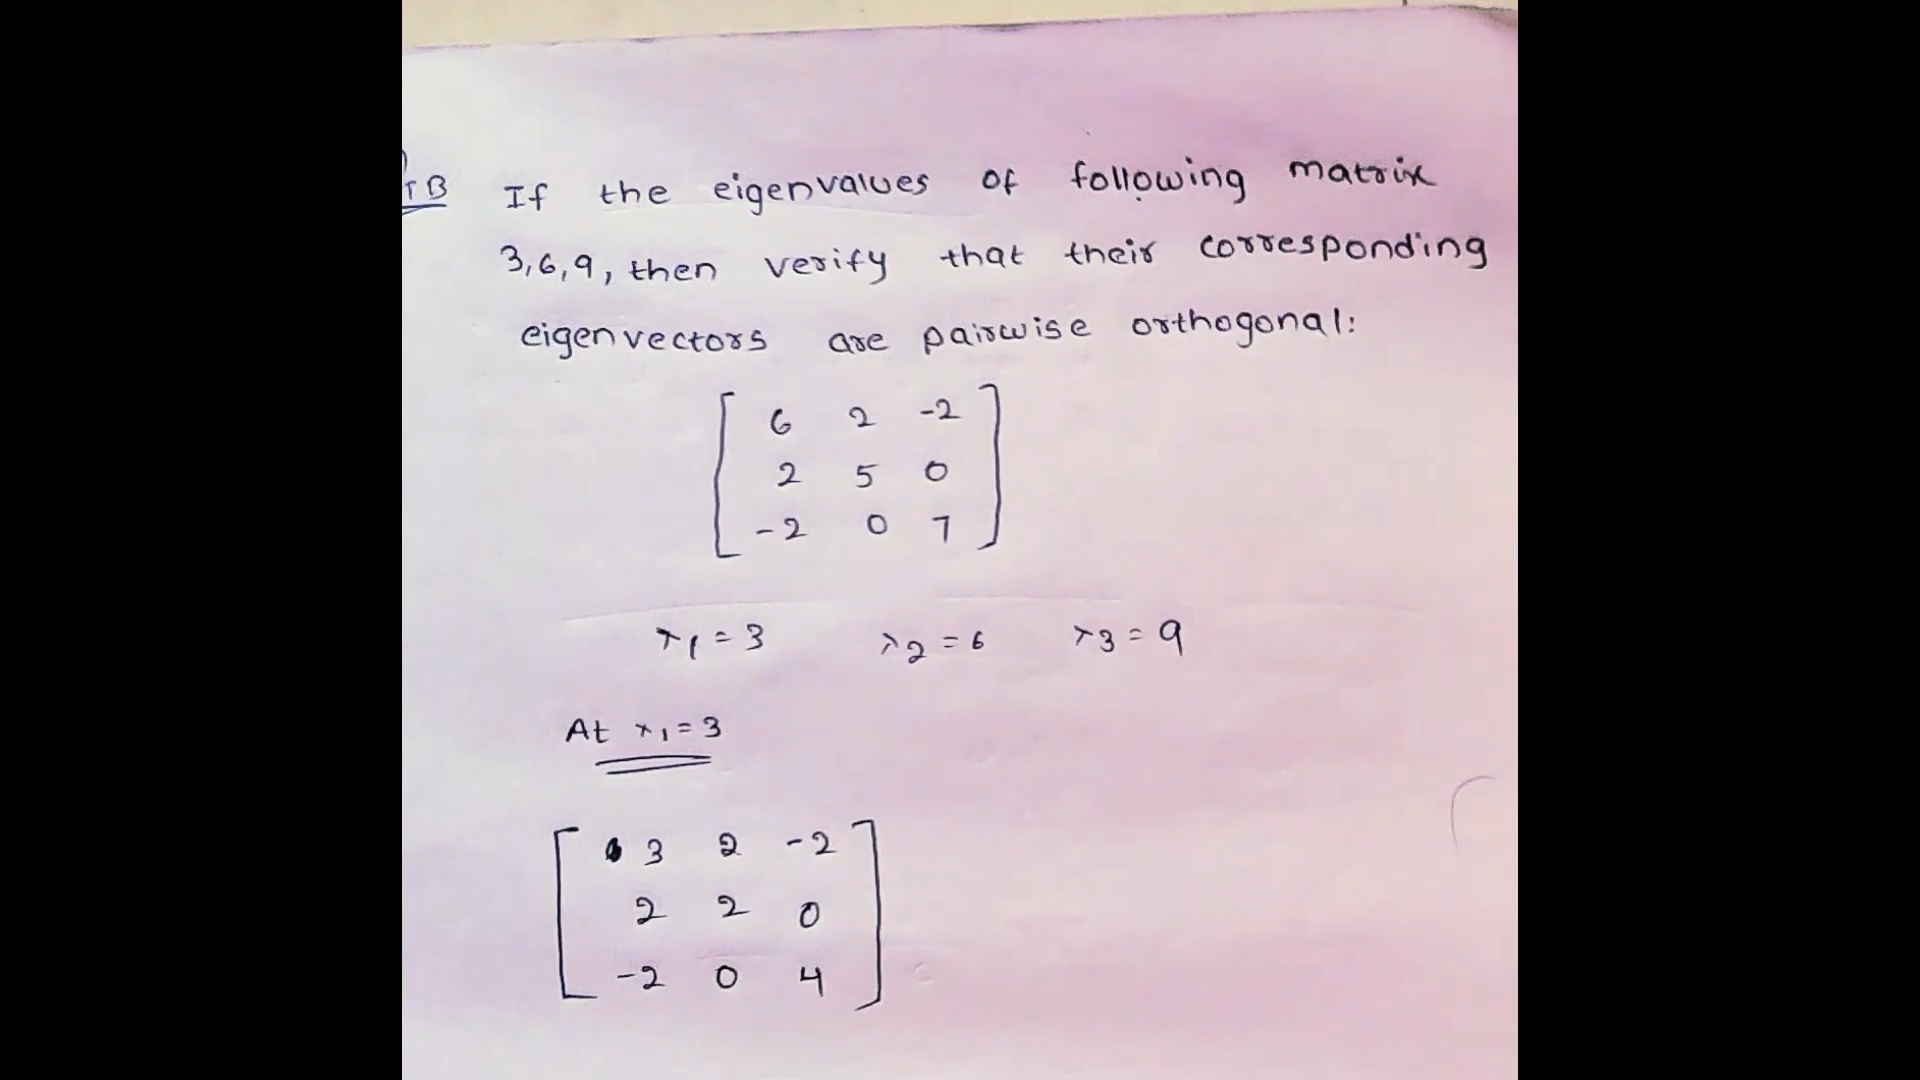 TB If the eigenvalues of following matrix
3,6,9, then verify that their corresponding
eigenvectors are pairwise orthogonal:
6 2 -2
2 5 0
-2 0 7
λ1 = 3 λ2 = 6 λ3 = 9
At λ1 = 3
3 2 -2
2 2 0
-2 0 4